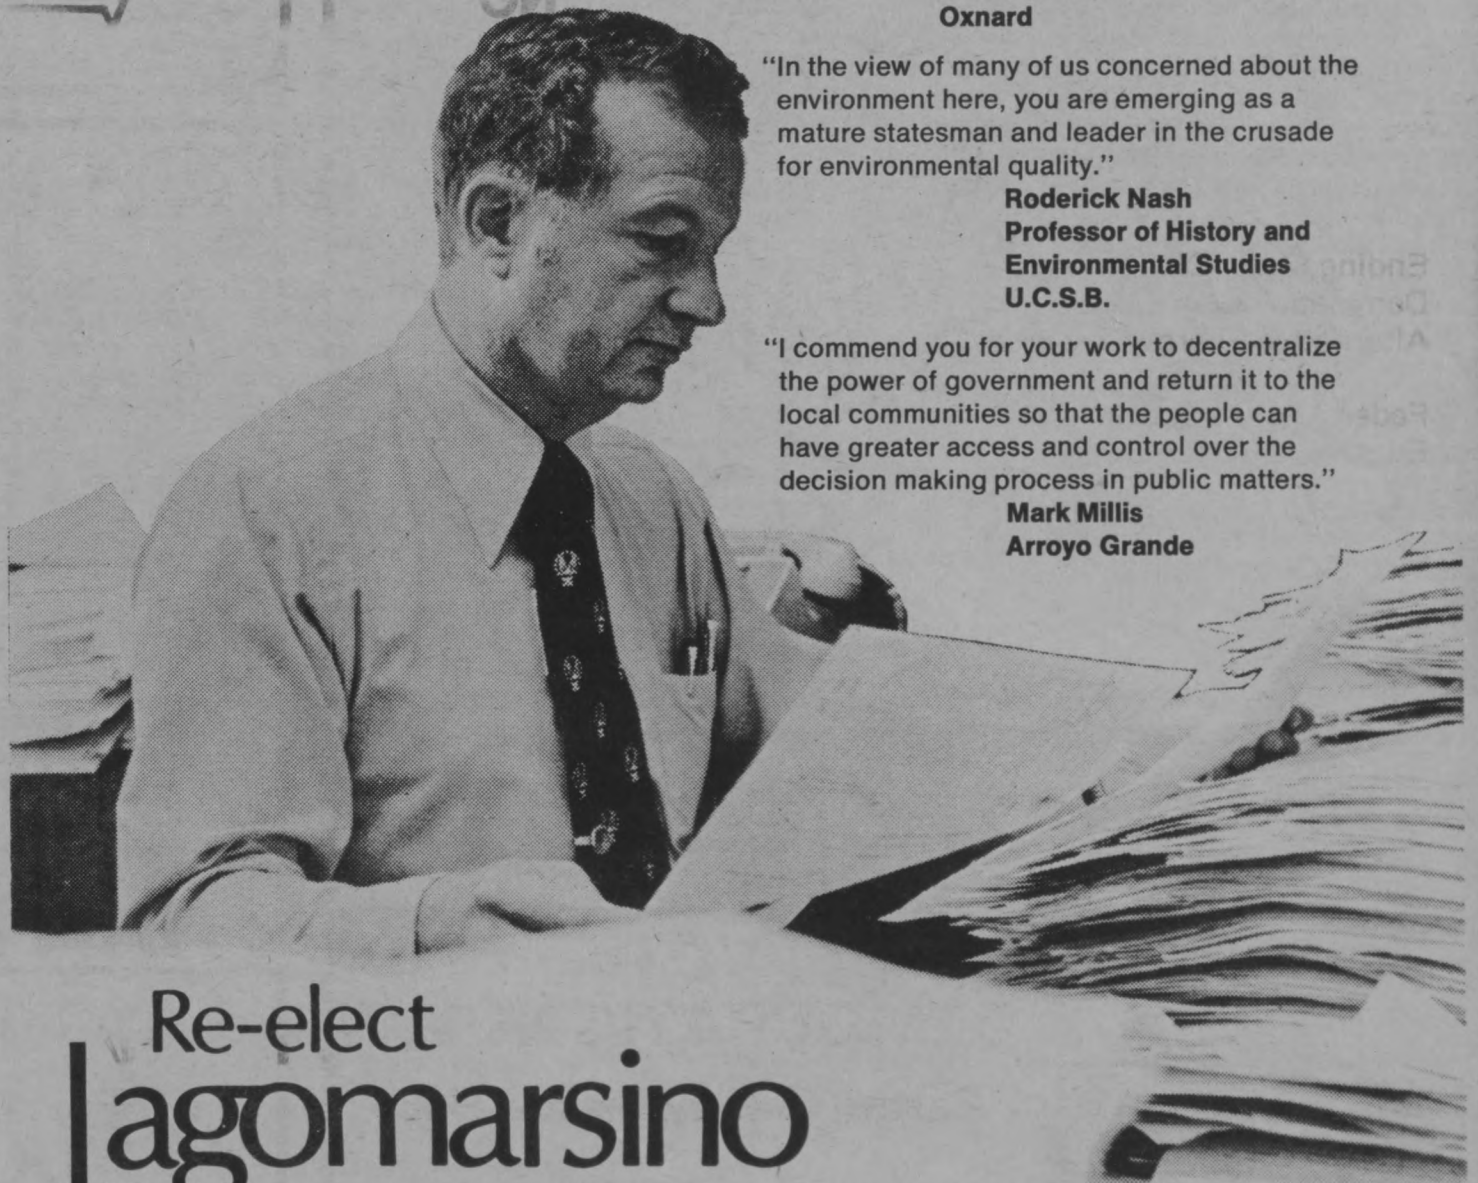 Oxnard
“In the view of many of us concerned about the
environment here, you are emerging as a
mature statesman and leader in the crusade
for environmental quality.”
Roderick Nash
Professor of History and
Environmental Studies
U.C.S.B.
“I commend you for your work to decentralize
the power of government and return it to the
local communities so that the people can
have greater access and control over the
decision making process in public matters.”
Mark Millis
Arroyo Grande
Re-elect
Lagomarsino